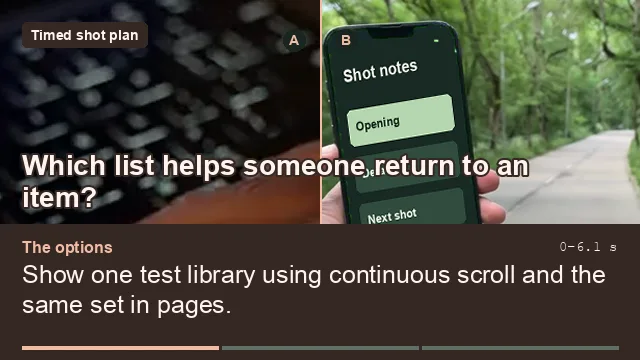 Timed shot plan
A
B
Shot notes
Opening
Next shot
Which list helps someone return to an
item?
The options
0–6.1 s
Show one test library using continuous scroll and the
same set in pages.